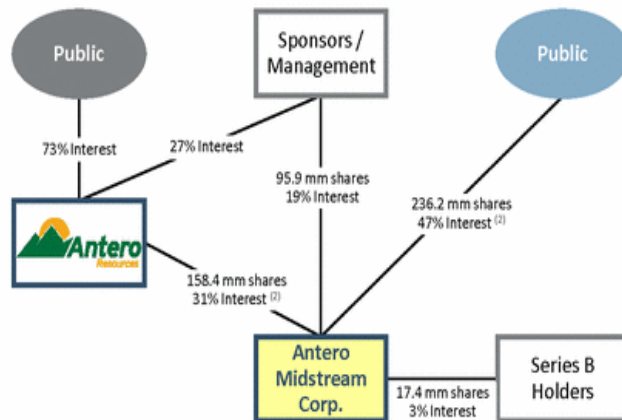 Public
Sponsors /
Management
Public
73% Interest
27% Interest
95.9 mm shares
19% Interest
236.2 mm shares
47% Interest (2)
Antero
Resources
158.4 mm shares
31% Interest (2)
Antero
Midstream
Corp.
17.4 mm shares
3% Interest
Series B
Holders